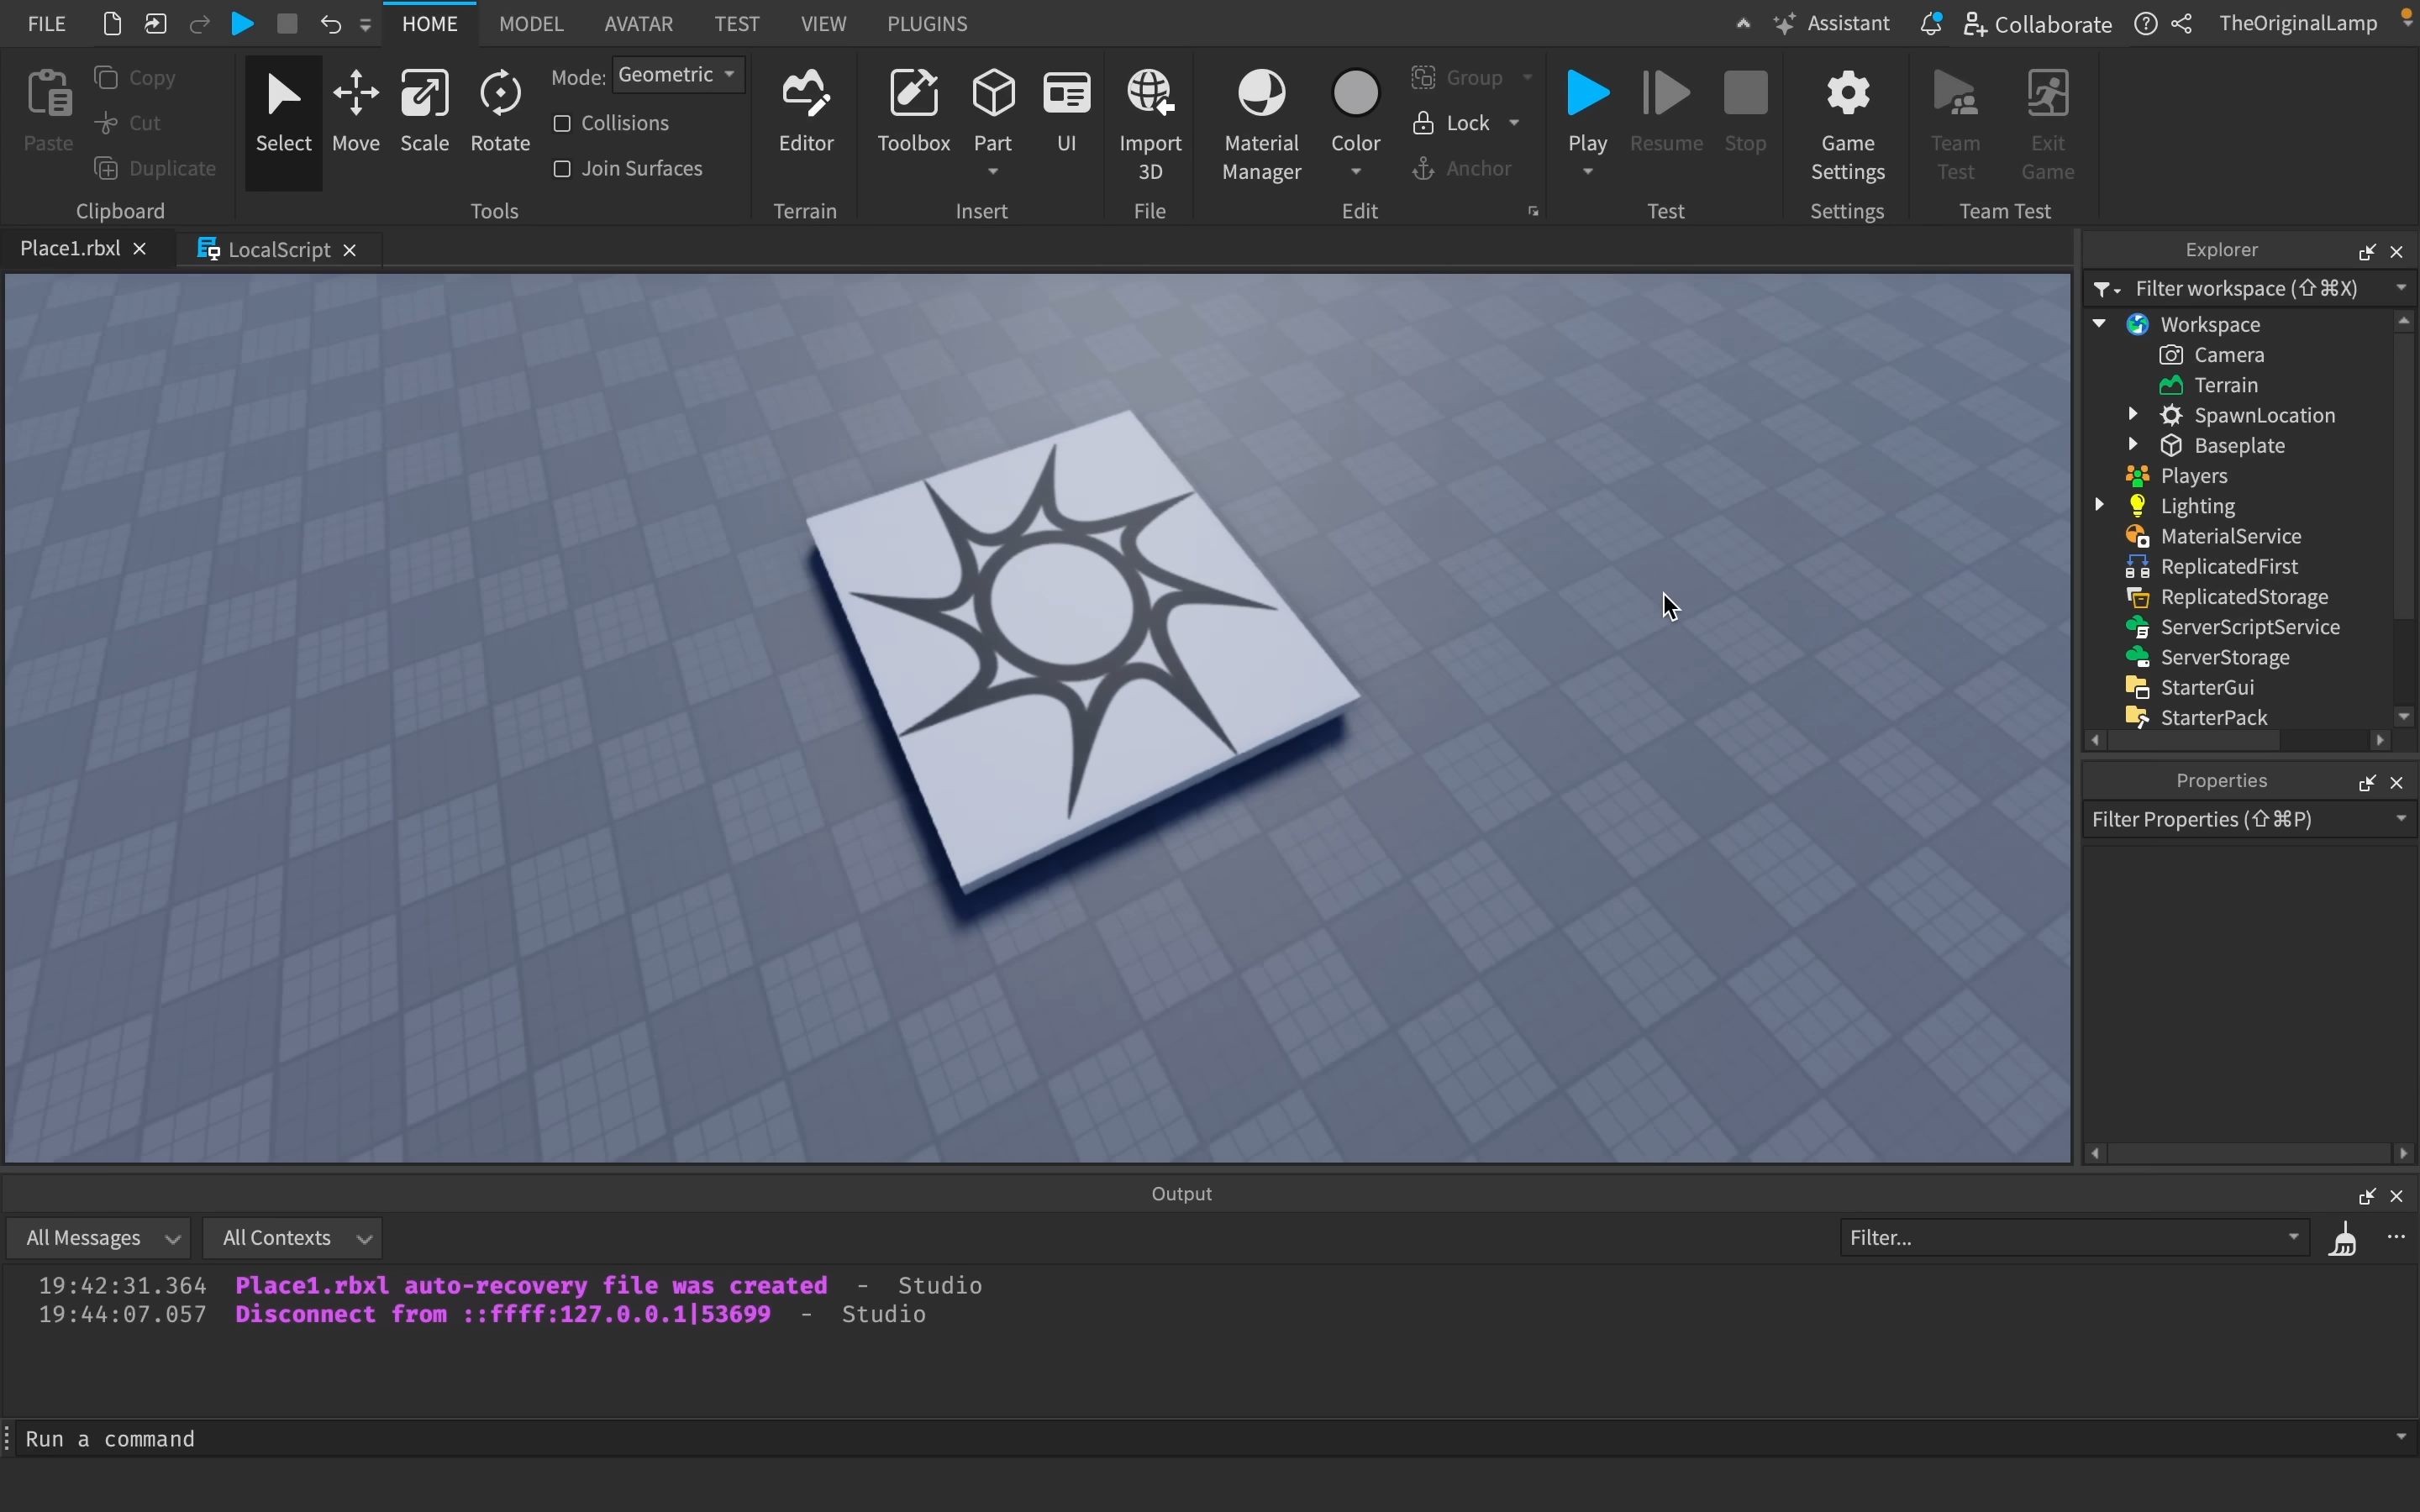 FILE HOME MODEL AVATAR TEST VIEW PLUGINS Assistant Collaborate TheOriginalLamp
Paste Copy Cut Duplicate
Clipboard
Select Move Scale Rotate Mode: Geometric
Collisions
Join Surfaces
Tools
Editor
Terrain
Toolbox Part UI
Insert
Import
3D
File
Material
Manager
Color
Group
Lock
Anchor
Edit
Play Resume Stop
Test
Game
Settings
Settings
Team
Test
Exit
Game
Team Test
Place1.rbxl LocalScript
Explorer
Filter workspace (⇧⌘X)
Workspace
Camera
Terrain
SpawnLocation
Baseplate
Players
Lighting
MaterialService
ReplicatedFirst
ReplicatedStorage
ServerScriptService
ServerStorage
StarterGui
StarterPack
Properties
Filter Properties (⇧⌘P)
Output
All Messages All Contexts Filter...
19:42:31.364 Place1.rbxl auto-recovery file was created - Studio
19:44:07.057 Disconnect from ::ffff:127.0.0.1|53699 - Studio
Run a command